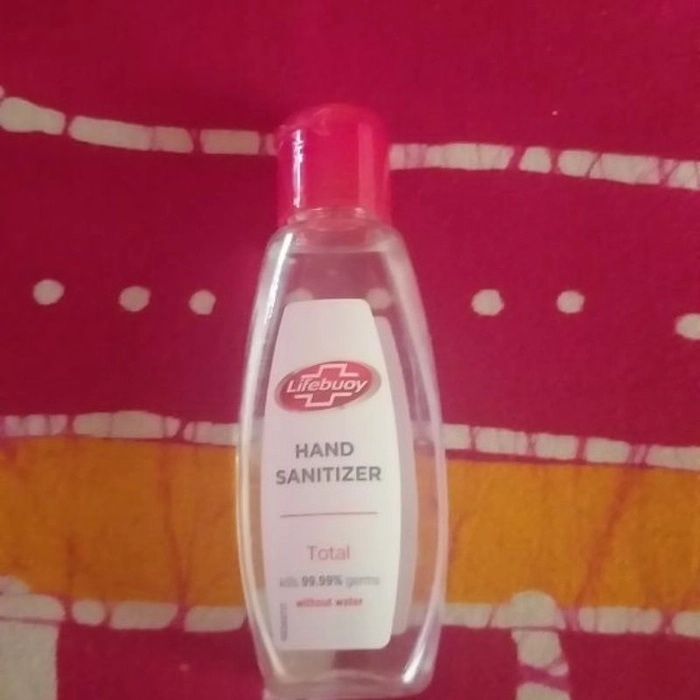 Lifebuoy
HAND
SANITIZER
Total
kills 99.99% germs
without water